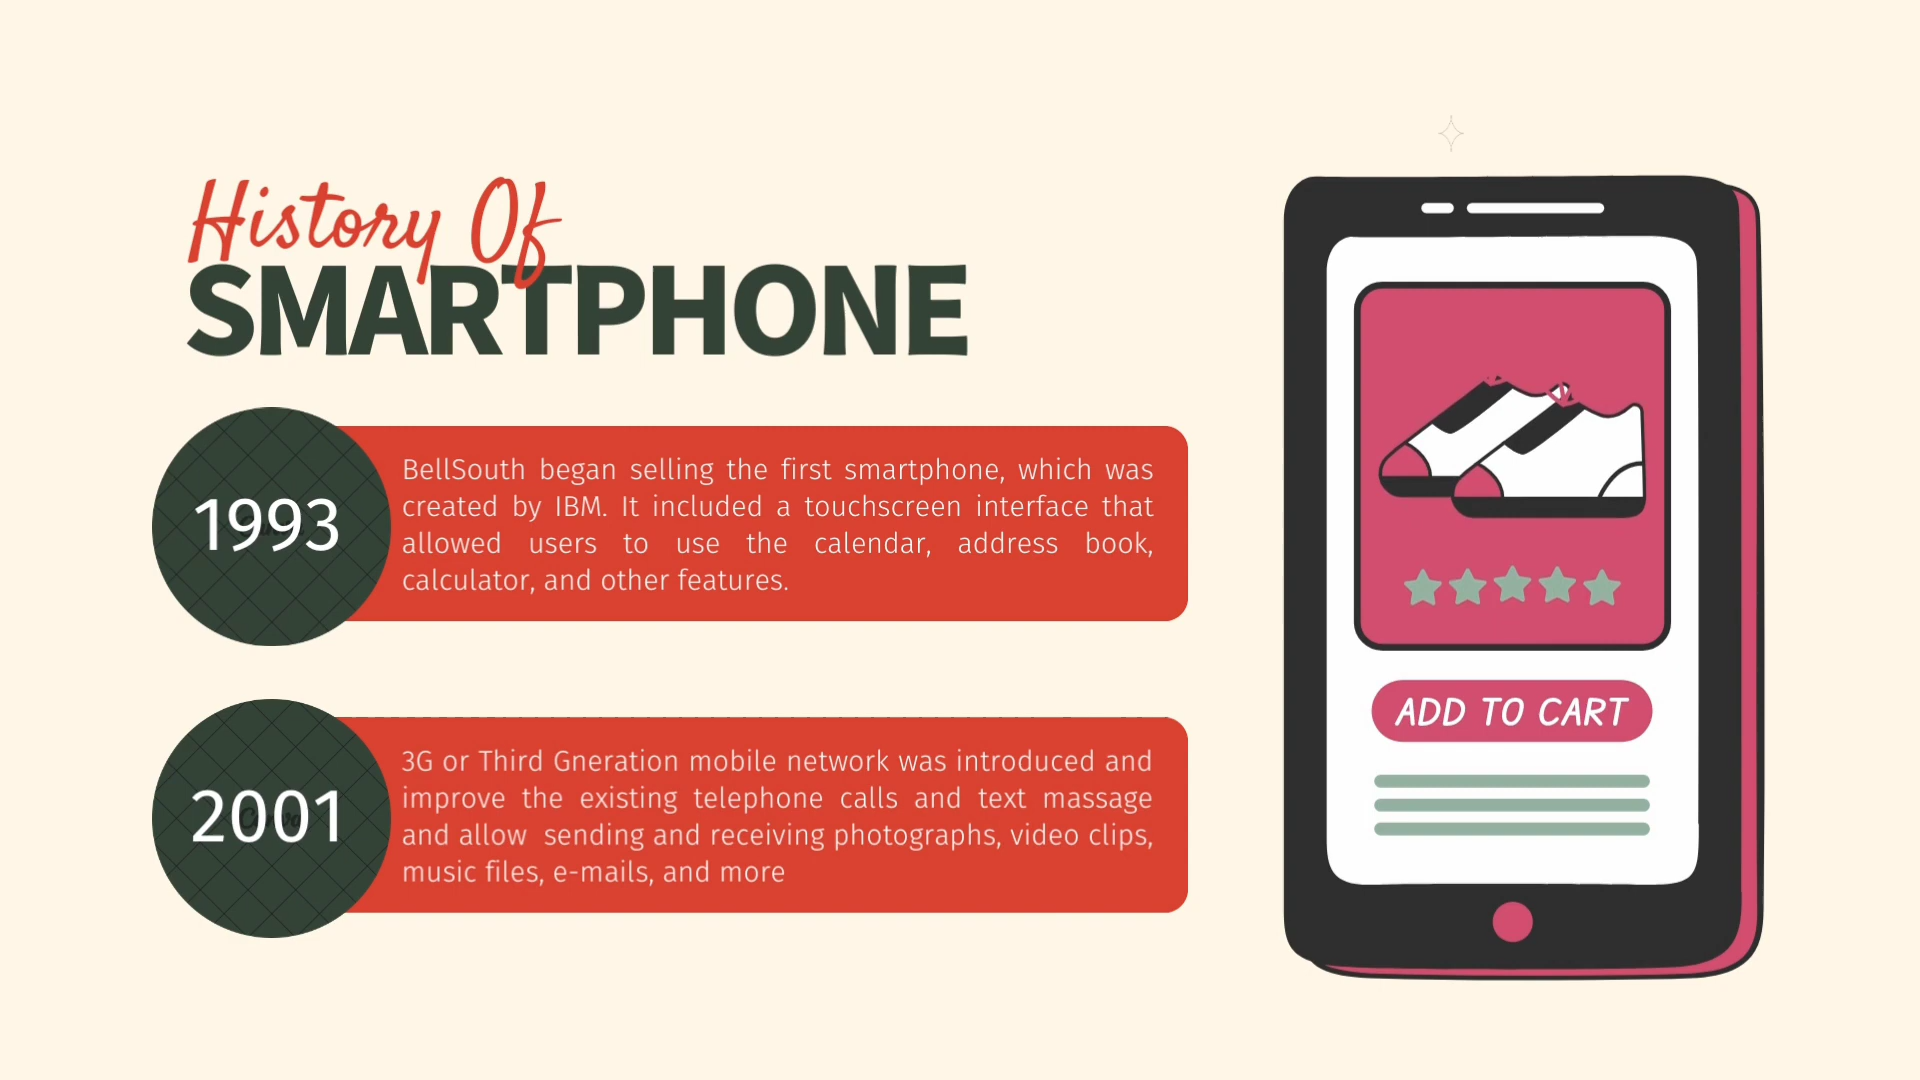 History Of
SMARTPHONE
1993
BellSouth began selling the first smartphone, which was
created by IBM. It included a touchscreen interface that
allowed users to use the calendar, address book,
calculator, and other features.
2001
3G or Third Gneration mobile network was introduced and
improve the existing telephone calls and text massage
and allow sending and receiving photographs, video clips,
music files, e-mails, and more
ADD TO CART